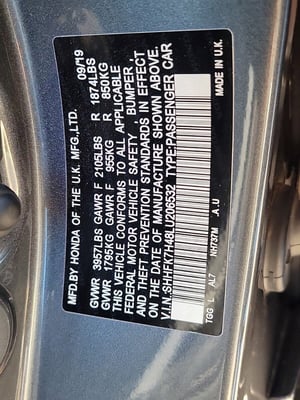 MFD. BY HONDA OF THE U.K. MFG.,LTD. 09/19
GVWR 3957LBS GAWR F 2105LBS R 1874LBS
GVWR 1795KG GAWR F 955KG R 850KG
THIS VEHICLE CONFORMS TO ALL APPLICABLE
FEDERAL MOTOR VEHICLE SAFETY, BUMPER,
AND THEFT PREVENTION STANDARDS IN EFFECT
ON THE DATE OF MANUFACTURE SHOWN ABOVE.
V.I.N.:SHHFK7H48LU206532 TYPE:PASSENGER CAR
NH737M A.U MADE IN U.K.
TGG L AL7